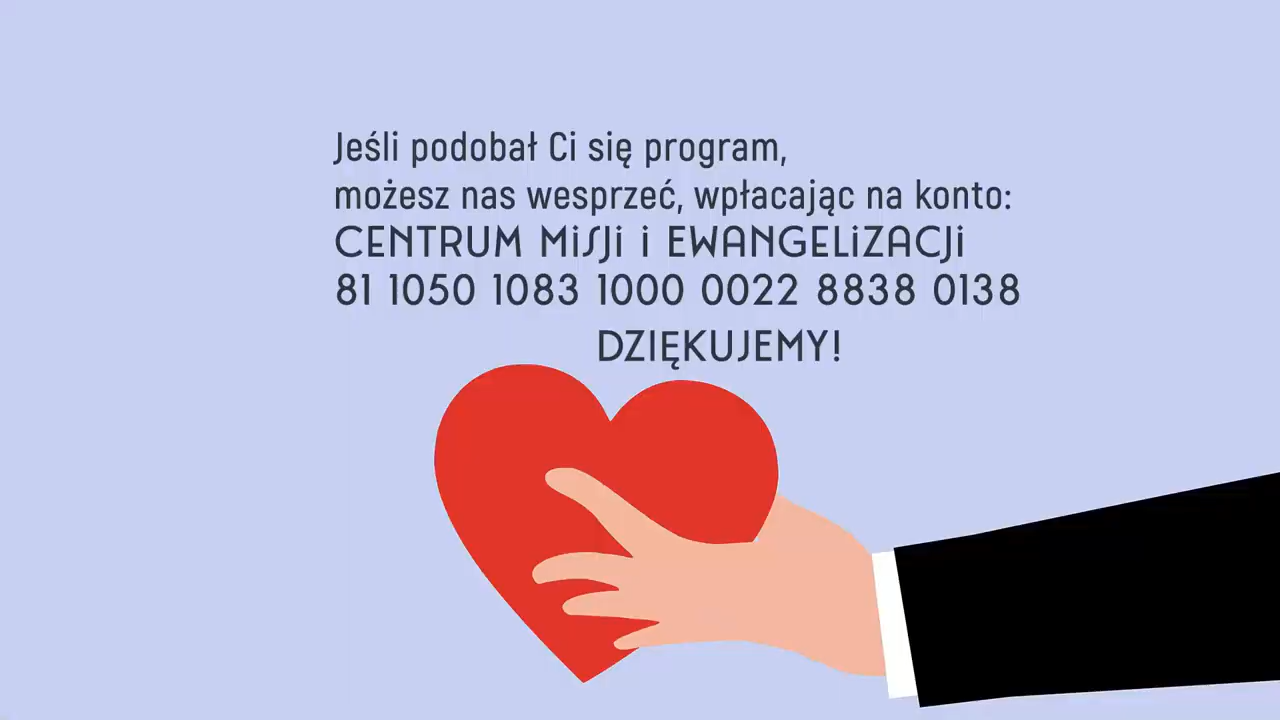 Jeśli podobał Ci się program,
możesz nas wesprzeć, wpłacając na konto:
CENTRUM MiSJi i EWANGELiZACJi
81 1050 1083 1000 0022 8838 0138
DZIĘKUJEMY!